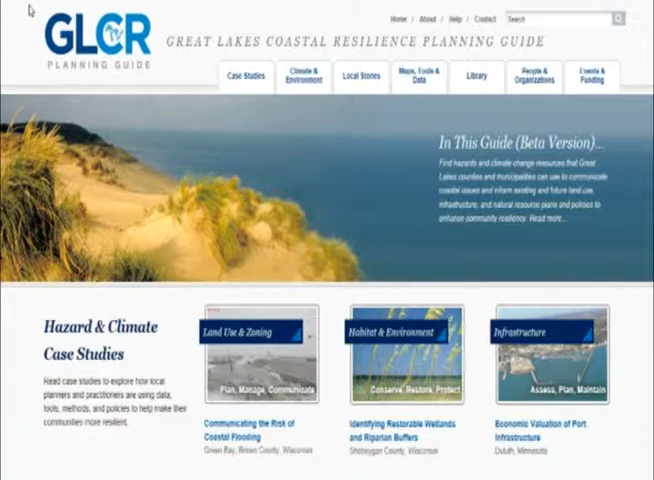 Home / About / Help / Contact
Search
GLCR
PLANNING GUIDE
GREAT LAKES COASTAL RESILIENCE PLANNING GUIDE
Case Studies
Climate &
Environment
Local Stories
Maps, Tools &
Data
Library
People &
Organizations
Events &
Funding
In This Guide (Beta Version)...
Find hazards and climate change resources that Great
Lakes counties and municipalities can use to communicate
coastal issues and inform existing and future land use,
infrastructure, and natural resource plans and policies to
enhance community resiliency. Read more...
Hazard & Climate
Case Studies
Read case studies to explore how local
planners and practitioners are using data,
tools, methods, and policies to help make their
communities more resilient.
Land Use & Zoning
Plan, Manage, Communicate
Communicating the Risk of
Coastal Flooding
Green Bay, Brown County, Wisconsin
Habitat & Environment
Conserve, Restore, Protect
Identifying Restorable Wetlands
and Riparian Buffers
Sheboygan County, Wisconsin
Infrastructure
Assess, Plan, Maintain
Economic Valuation of Port
Infrastructure
Duluth, Minnesota